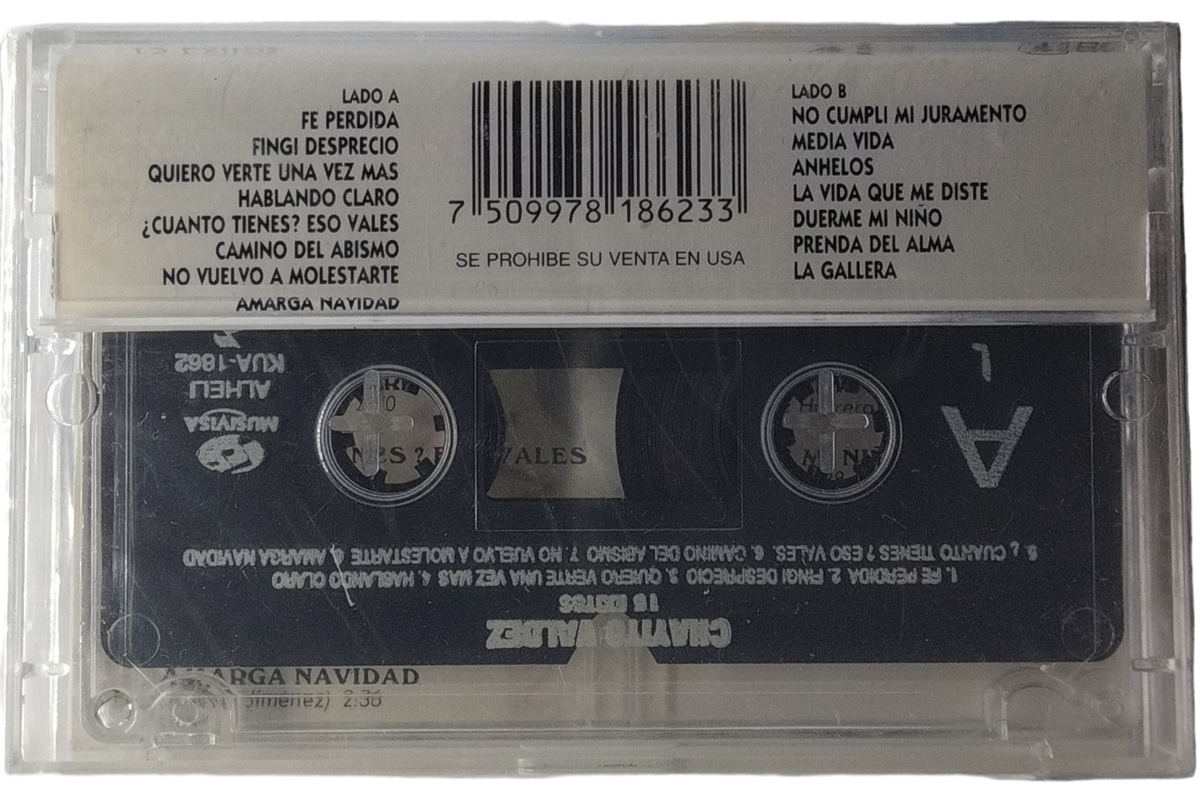 LADO A
FE PERDIDA
FINGI DESPRECIO
QUIERO VERTE UNA VEZ MAS
HABLANDO CLARO
¿CUANTO TIENES? ESO VALES
CAMINO DEL ABISMO
NO VUELVO A MOLESTARTE
AMARGA NAVIDAD
7 509978 186233
SE PROHIBE SU VENTA EN USA
LADO B
NO CUMPLI MI JURAMENTO
MEDIA VIDA
ANHELOS
LA VIDA QUE ME DISTE
DUERME MI NIÑO
PRENDA DEL ALMA
LA GALLERA
CHAYITO VALDEZ
15 EXITOS
1. FE PERDIDA 2. FINGI DESPRECIO 3. QUIERO VERTE UNA VEZ MAS 4. HABLANDO CLARO
5. ¿ CUANTO TIENES ? ESO VALES. 6. CAMINO DEL ABISMO 7. NO VUELVO A MOLESTARTE 8. AMARGA NAVIDAD
A
MUSIVISA
ALHELI
KUA-1862
VALES
AMARGA NAVIDAD
Jiménez) 2:36